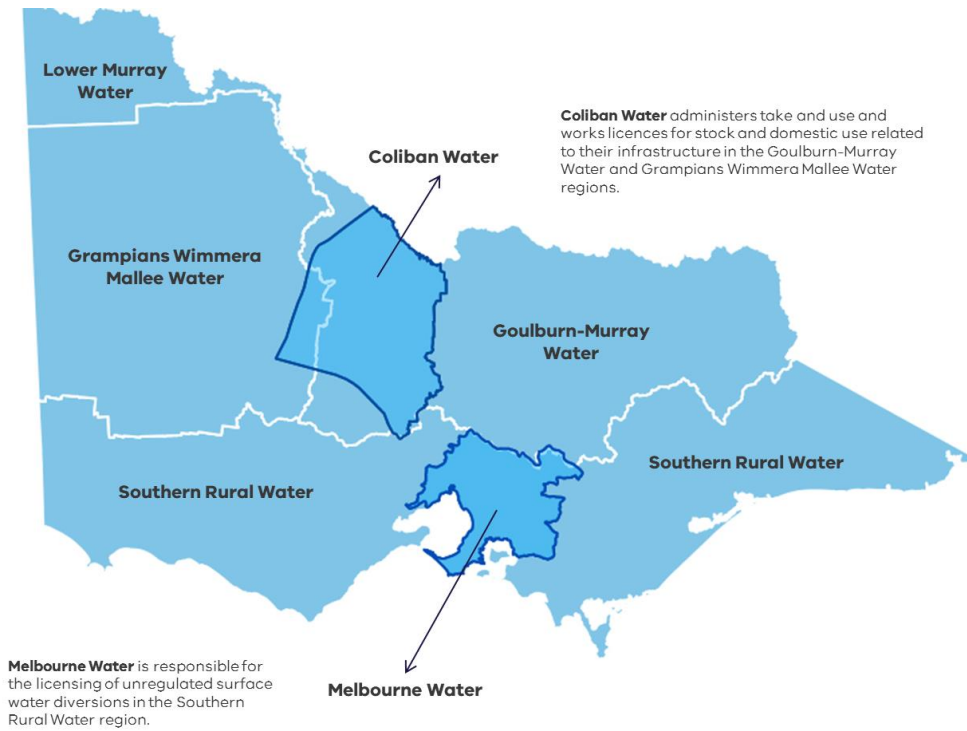 Lower Murray
Water
Coliban Water administers take and use and
works licences for stock and domestic use related
to their infrastructure in the Goulburn-Murray
Water and Grampians Wimmera Mallee Water
regions.
Coliban Water
Grampians Wimmera
Mallee Water
Goulburn-Murray
Water
Southern Rural Water
Southern Rural Water
Melbourne Water is responsible for
the licensing of unregulated surface
water diversions in the Southern
Rural Water region.
Melbourne Water